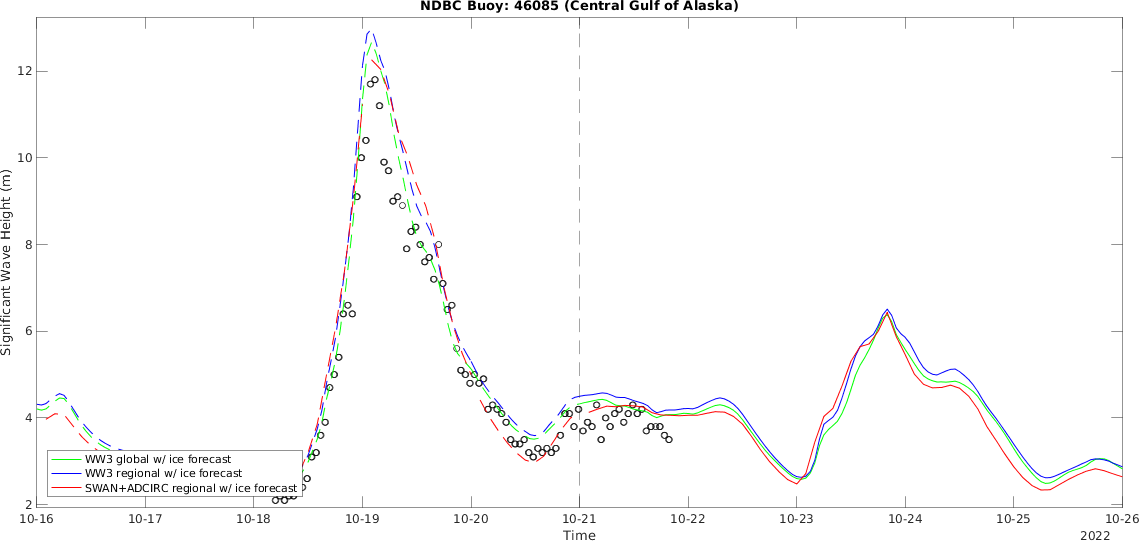 NDBC Buoy: 46085 (Central Gulf of Alaska)
Significant Wave Height (m)
12
10
8
6
4
2
WW3 global w/ ice forecast
WW3 regional w/ ice forecast
SWAN+ADCIRC regional w/ ice forecast
10-16 10-17 10-18 10-19 10-20 10-21 10-22 10-23 10-24 10-25 10-26
Time
2022